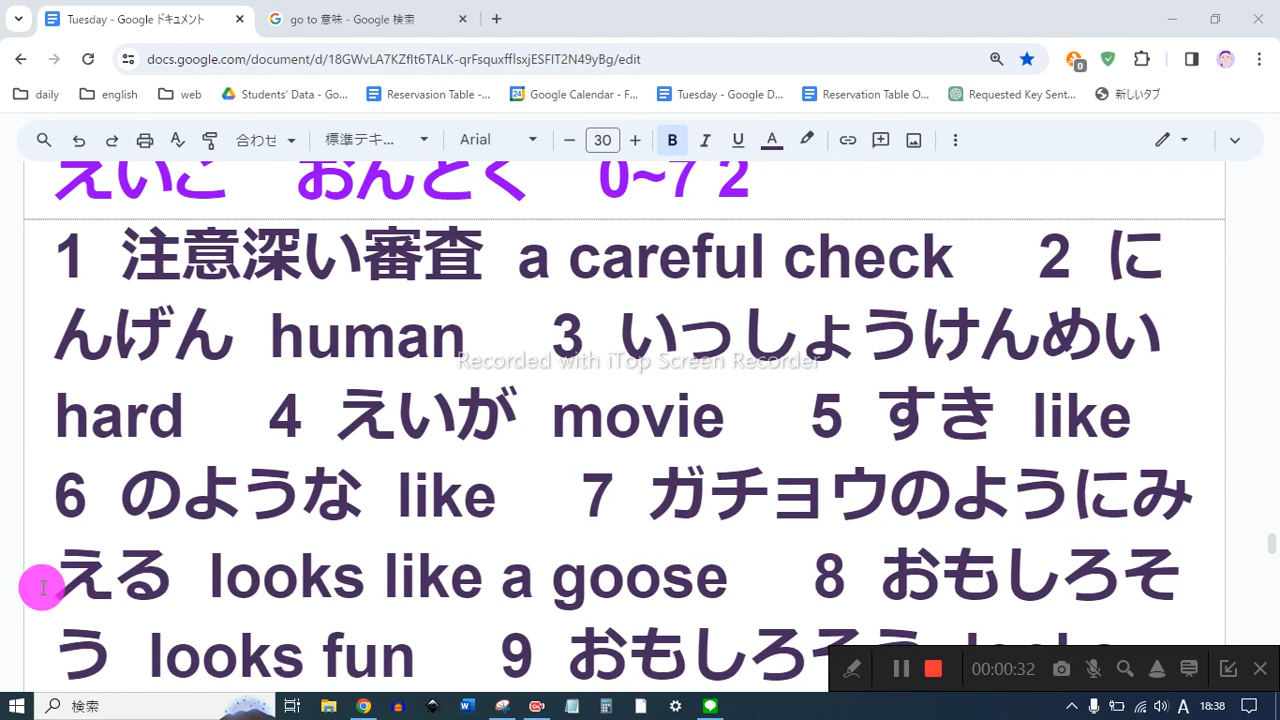 Tuesday - Google ドキュメント
go to 意味 - Google 検索
docs.google.com/document/d/18GWvLA7KZflt6TALK-qrFsquxfflsxjESFIT2N49yBg/edit
0
daily english web Students' Data - Go... Reservasion Table -... Google Calendar - F... Tuesday - Google D... Reservation Table O... Requested Key Sent... 新しいタブ
合わせ 標準テキ... Arial 30 B I U A
えいご おんどく 0~7 2
1 注意深い審査 a careful check 2 に
んげん human 3 いっしょうけんめい
Recorded with iTop Screen Recorder
hard 4 えいが movie 5 すき like
6 のような like 7 ガチョウのようにみ
える looks like a goose 8 おもしろそ
う looks fun 9 おもしろそう looks
00:00:32
検索
A 18:38